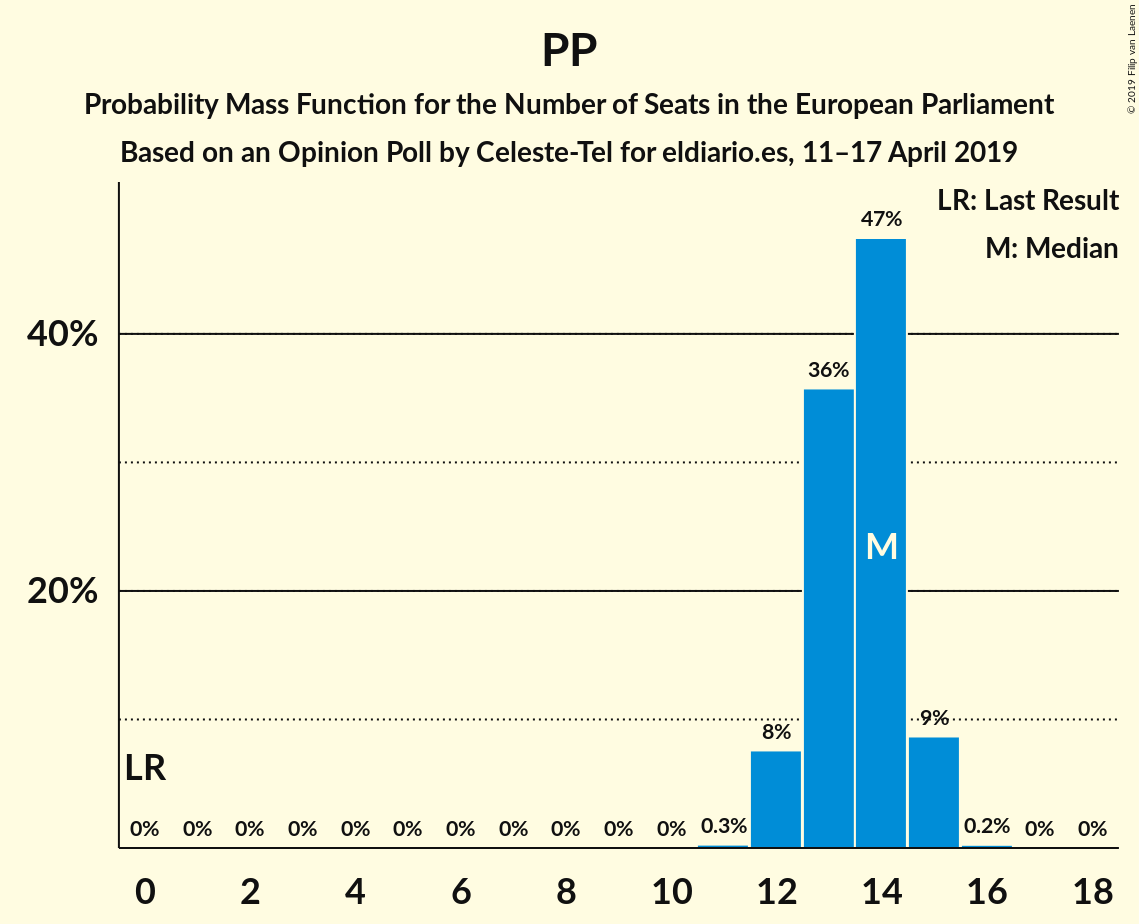 PP
Probability Mass Function for the Number of Seats in the European Parliament
Based on an Opinion Poll by Celeste-Tel for eldiario.es, 11–17 April 2019
© 2019 Filip van Laenen
LR: Last Result
M: Median
47%
40%
36%
M
20%
9%
8%
LR
0% 0% 0% 0% 0% 0% 0% 0% 0% 0% 0% 0.3% 0.2% 0% 0%
0 2 4 6 8 10 12 14 16 18